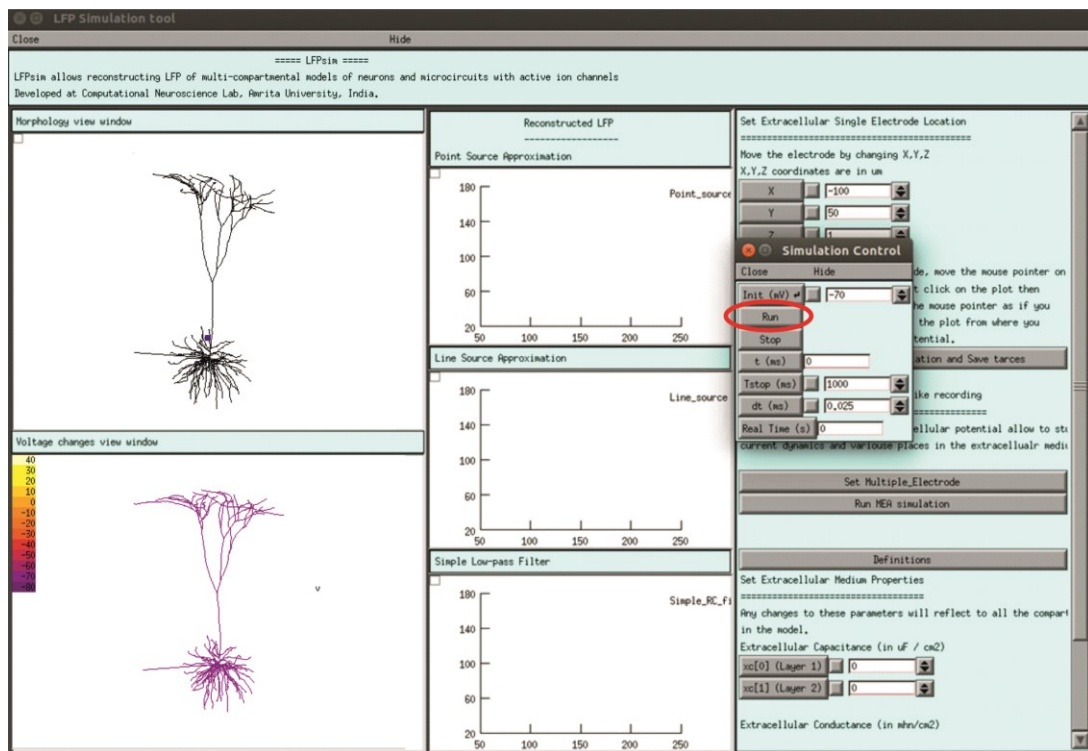 LFP Simulation tool
Close Hide
===== LFPsim =====
LFPsim allows reconstructing LFP of multi-compartmental models of neurons and microcircuits with active ion channels
Developed at Computational Neuroscience Lab, Amrita University, India.
Morphology view window
Voltage changes view window
40
30
20
10
0
-10
-20
-30
-40
-50
-60
-70
-80
v
Reconstructed LFP
------------------
Point Source Approximation
180
140
100
60
20
50 100 150 200 250
Point_source
Line Source Approximation
180
140
100
60
20
50 100 150 200 250
Line_source
Simple Low-pass Filter
180
140
100
60
20
50 100 150 200 250
Simple_RC_fi
Set Extracellular Single Electrode Location
Move the electrode by changing X,Y,Z
X,Y,Z coordinates are in um
X -100
Y 50
Z 1
Simulation Control
Close Hide
Init (mV) -70
Run
Stop
t (ms) 0
Tstop (ms) 1000
dt (ms) 0.025
Real Time (s) 0
de, move the mouse pointer on
t click on the plot then
he mouse pointer as if you
the plot from where you
tential.
ation and Save tarces
ike recording
ellular potential allow to stu
current dynamics and variouse places in the extracellualr mediu
Set Multiple_Electrode
Run MEA simulation
Definitions
Set Extracellular Medium Properties
Any changes to these parameters will reflect to all the compart
in the model.
Extracellular Capacitance (in uF / cm2)
xc[0] (Layer 1) 0
xc[1] (Layer 2) 0
Extracellular Conductance (in mhn/cm2)